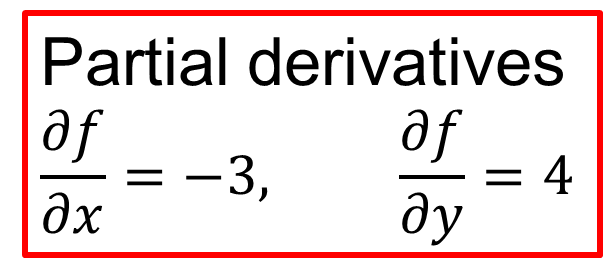 Partial derivatives
∂f/∂x = −3, ∂f/∂y = 4